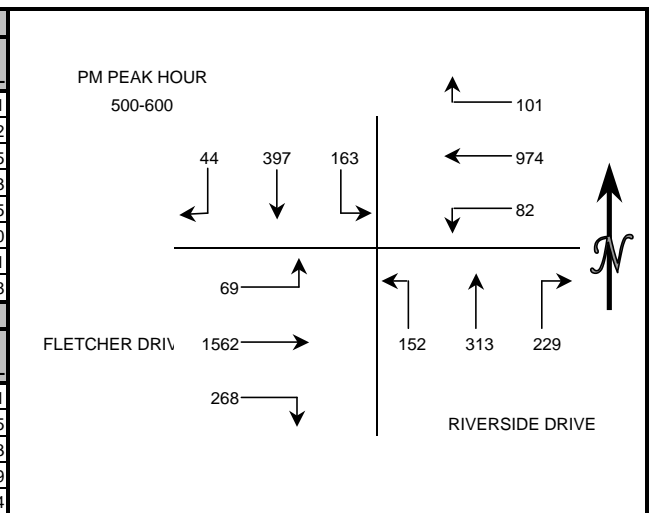 PM PEAK HOUR
500-600
101
44 397 163
974
82
N
69
FLETCHER DRIV 1562
152 313 229
268
RIVERSIDE DRIVE